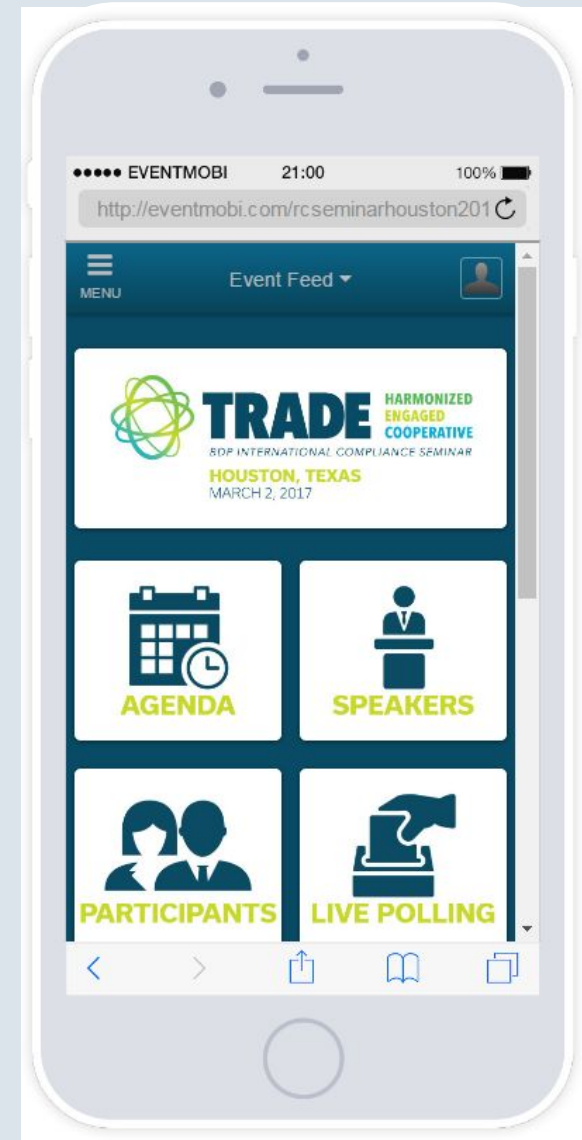 EVENTMOBI 21:00 100%
http://eventmobi.com/rcseminarhouston201
MENU Event Feed
TRADE HARMONIZED
ENGAGED
COOPERATIVE
BDP INTERNATIONAL COMPLIANCE SEMINAR
HOUSTON, TEXAS
MARCH 2, 2017
AGENDA SPEAKERS
PARTICIPANTS LIVE POLLING